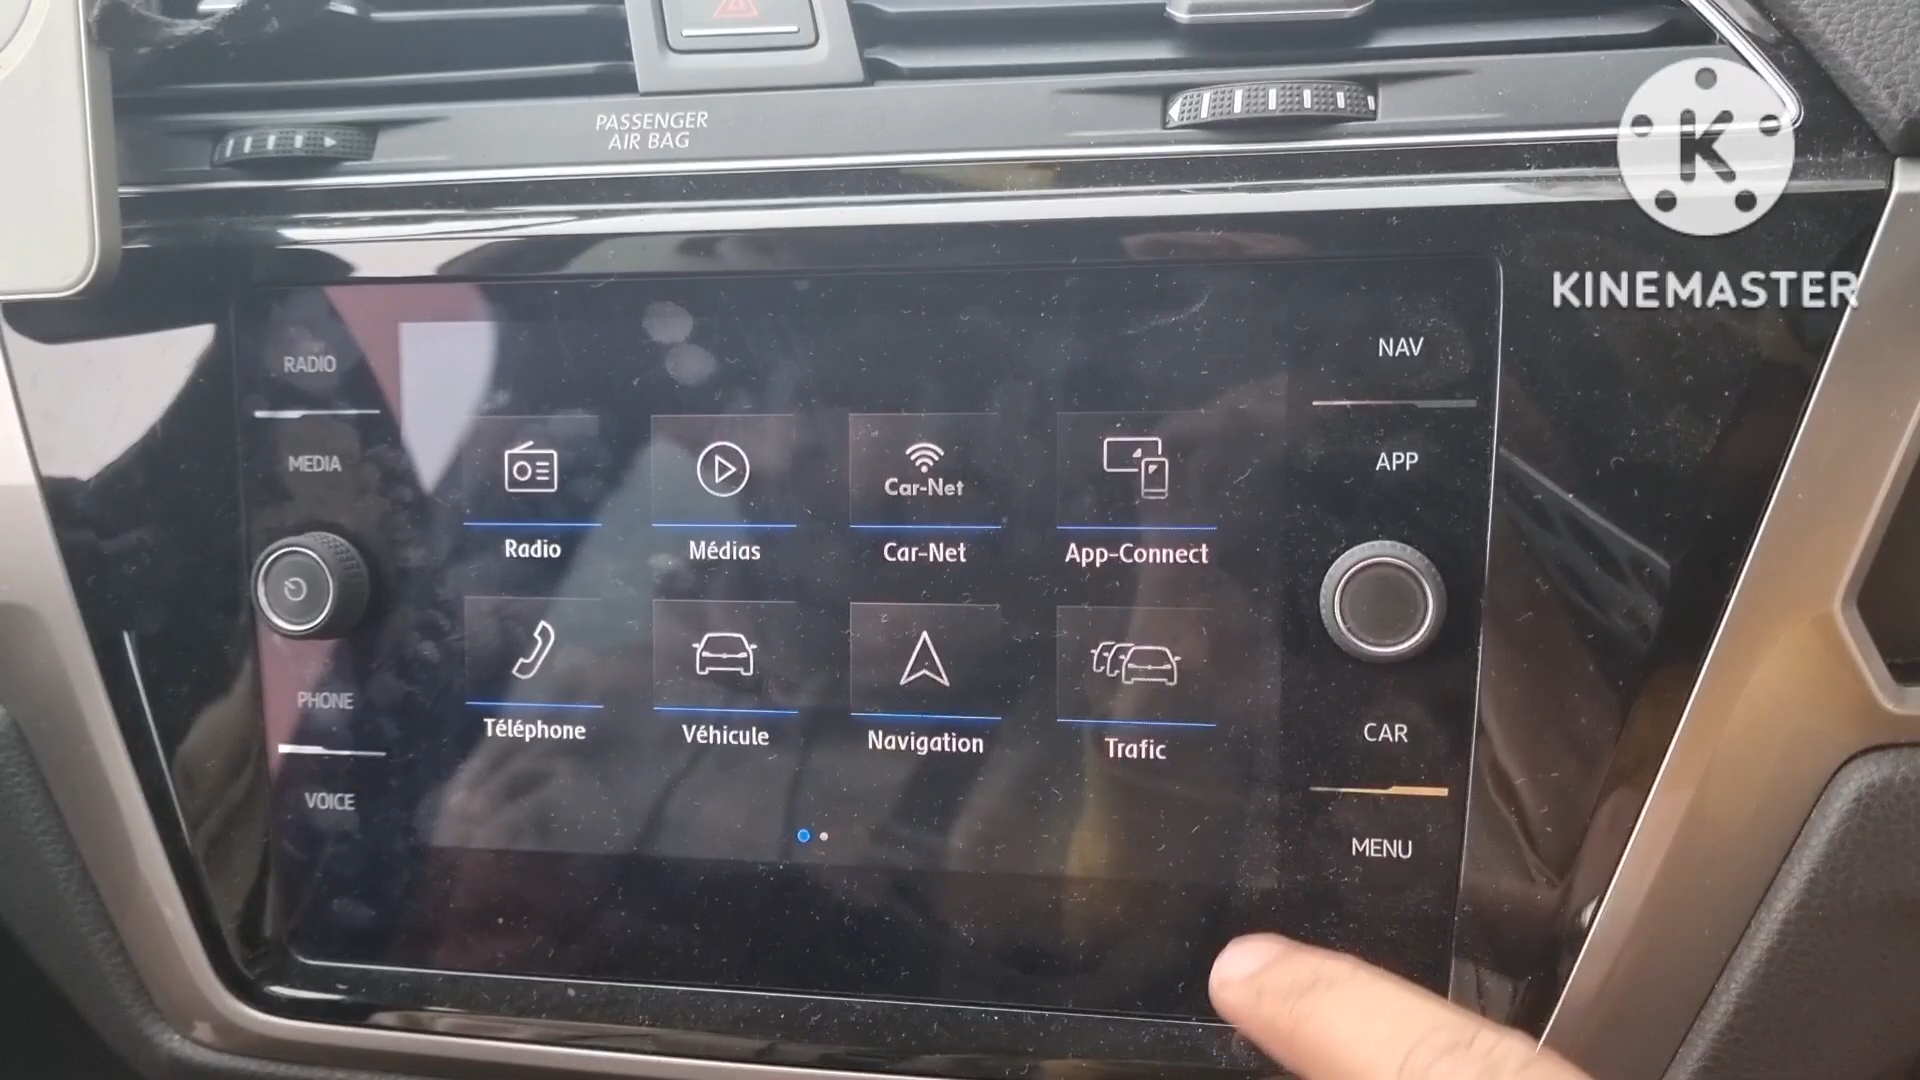 PASSENGER
AIR BAG
K
KINEMASTER
RADIO
MEDIA
PHONE
VOICE
Car-Net
Radio
Médias
Car-Net
App-Connect
Téléphone
Véhicule
Navigation
Trafic
NAV
APP
CAR
MENU